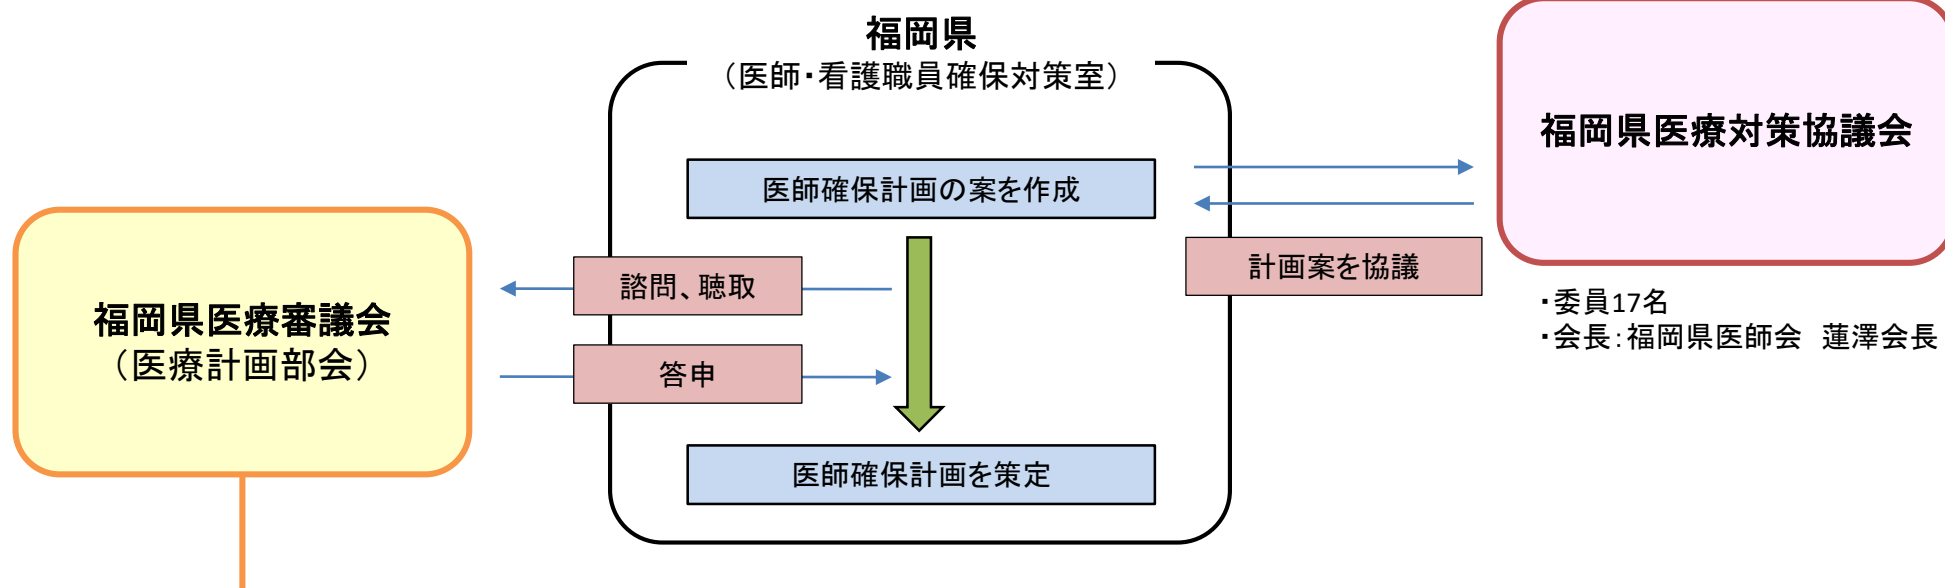 福岡県
（医師・看護職員確保対策室）
福岡県医療対策協議会
医師確保計画の案を作成
計画案を協議
諮問、聴取
・委員17名
・会長：福岡県医師会　蓮澤会長
福岡県医療審議会
（医療計画部会）
答申
医師確保計画を策定